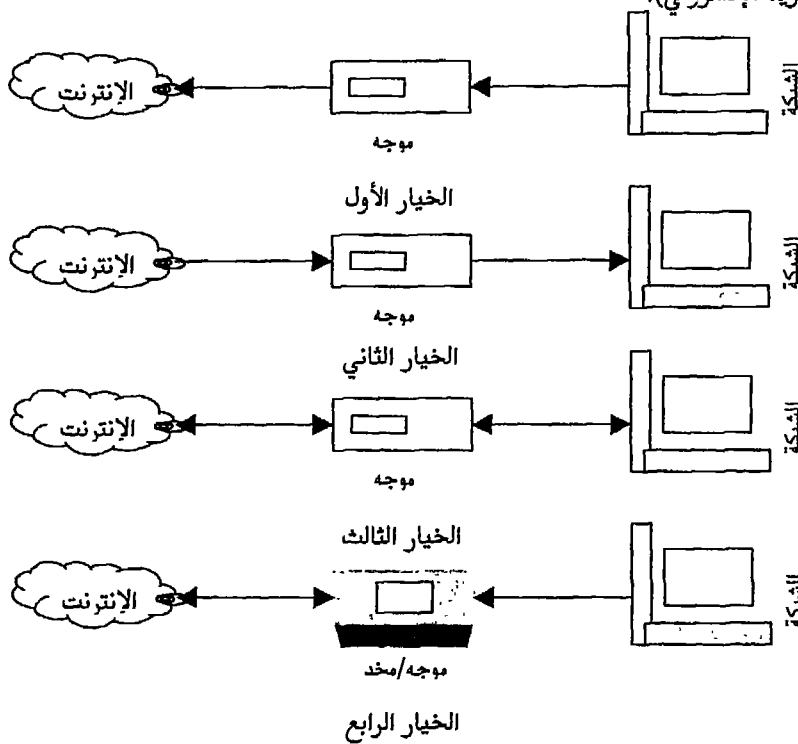 الشبكة
الإنترنت
موجه
الخيار الأول
الشبكة
الإنترنت
موجه
الخيار الثاني
الشبكة
الإنترنت
موجه
الخيار الثالث
الشبكة
الإنترنت
موجه/مخد
الخيار الرابع